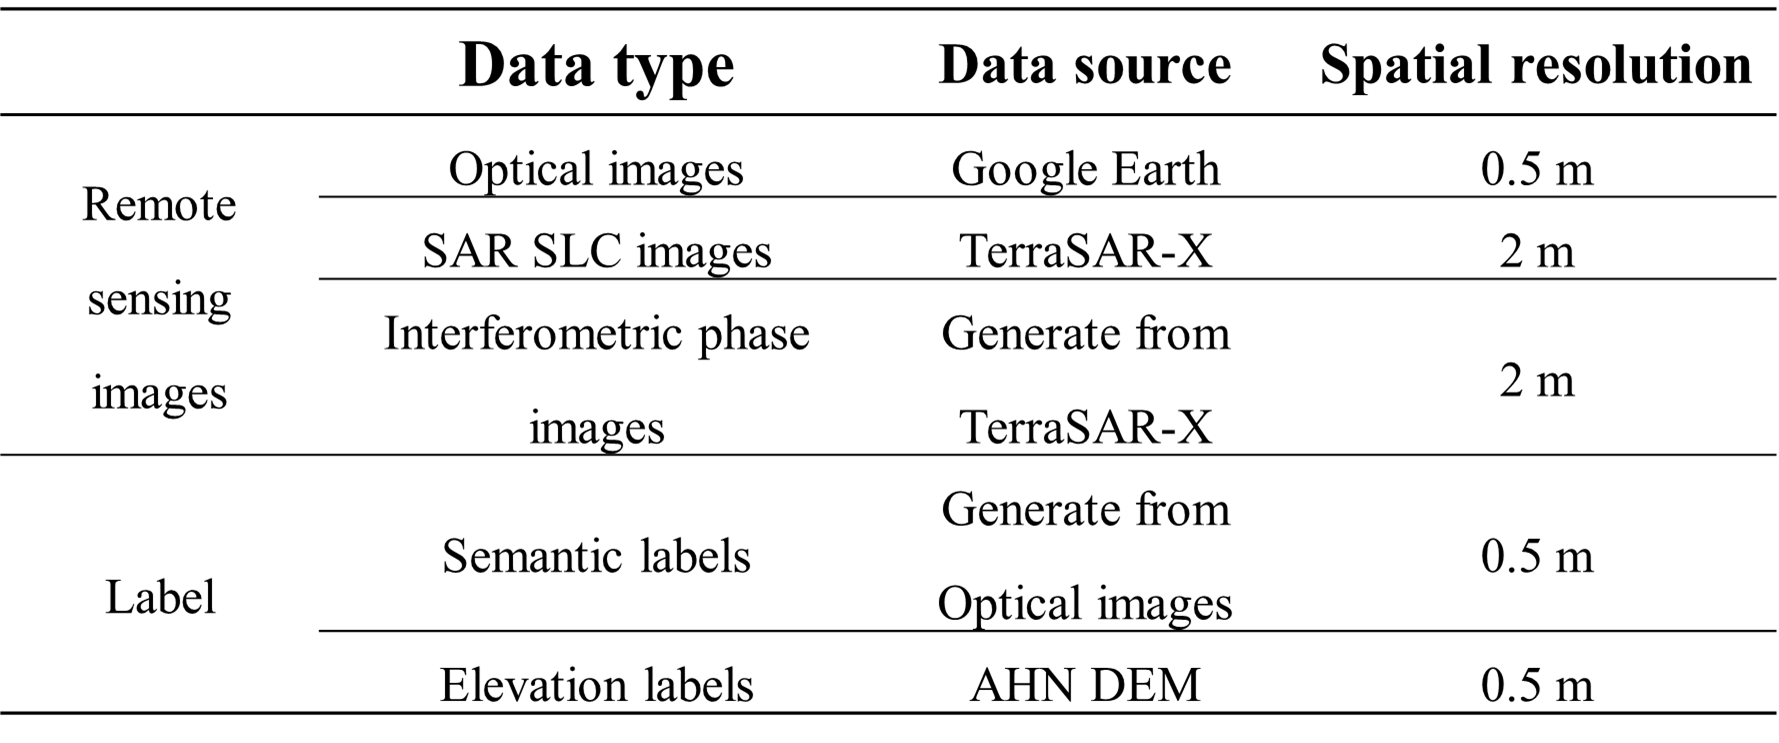 Data type Data source Spatial resolution
Remote
sensing
images
Optical images Google Earth 0.5 m
SAR SLC images TerraSAR-X 2 m
Interferometric phase
images
Generate from
TerraSAR-X
2 m
Label
Semantic labels
Generate from
Optical images
0.5 m
Elevation labels AHN DEM 0.5 m